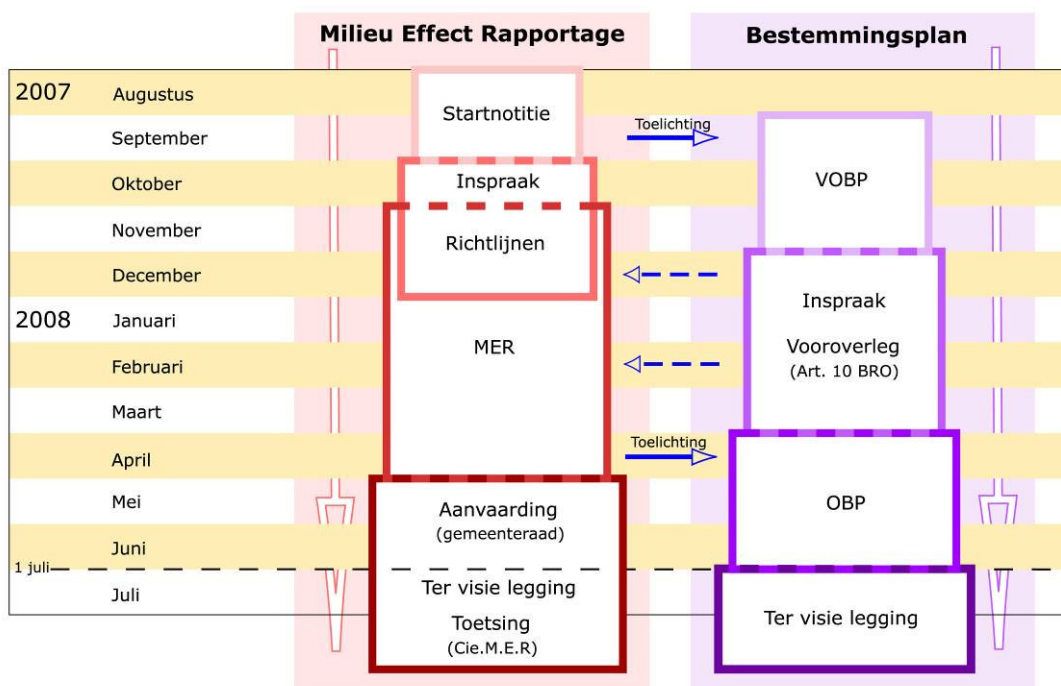 Milieu Effect Rapportage
Bestemmingsplan
2007
Augustus
September
Oktober
November
December
2008
Januari
Februari
Maart
April
Mei
Juni
1 juli
Juli
Startnotitie
Inspraak
Richtlijnen
MER
Aanvaarding
(gemeenteraad)
Ter visie legging
Toetsing
(Cie.M.E.R)
Toelichting
Toelichting
VOBP
Inspraak
Vooroverleg
(Art. 10 BRO)
OBP
Ter visie legging